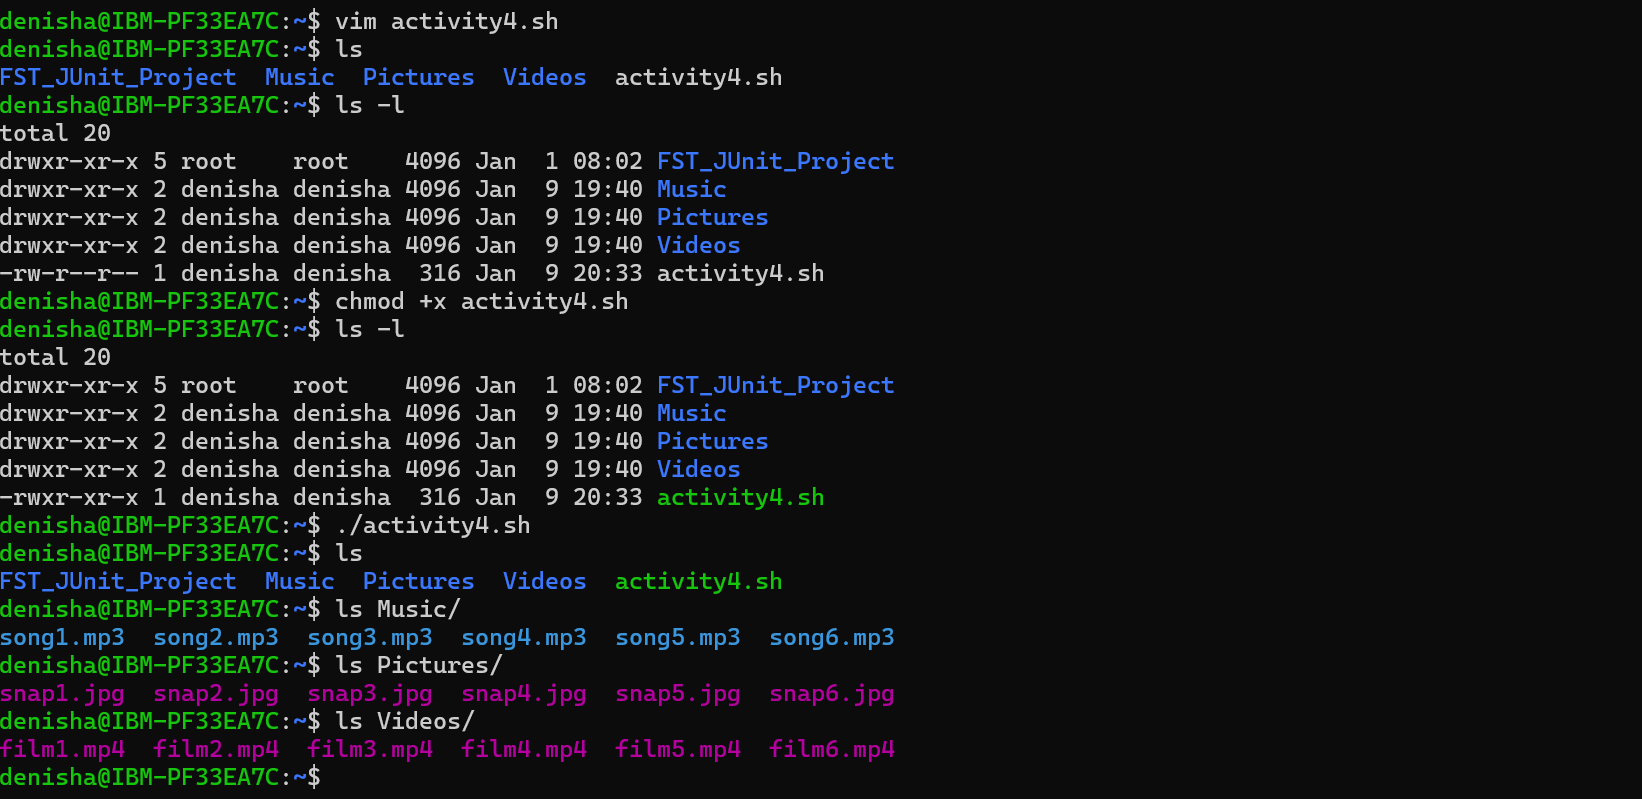 denisha@IBM-PF33EA7C:~$ vim activity4.sh
denisha@IBM-PF33EA7C:~$ ls
FST_JUnit_Project  Music  Pictures  Videos  activity4.sh
denisha@IBM-PF33EA7C:~$ ls -l
total 20
drwxr-xr-x 5 root    root    4096 Jan  1 08:02 FST_JUnit_Project
drwxr-xr-x 2 denisha denisha 4096 Jan  9 19:40 Music
drwxr-xr-x 2 denisha denisha 4096 Jan  9 19:40 Pictures
drwxr-xr-x 2 denisha denisha 4096 Jan  9 19:40 Videos
-rw-r--r-- 1 denisha denisha  316 Jan  9 20:33 activity4.sh
denisha@IBM-PF33EA7C:~$ chmod +x activity4.sh
denisha@IBM-PF33EA7C:~$ ls -l
total 20
drwxr-xr-x 5 root    root    4096 Jan  1 08:02 FST_JUnit_Project
drwxr-xr-x 2 denisha denisha 4096 Jan  9 19:40 Music
drwxr-xr-x 2 denisha denisha 4096 Jan  9 19:40 Pictures
drwxr-xr-x 2 denisha denisha 4096 Jan  9 19:40 Videos
-rwxr-xr-x 1 denisha denisha  316 Jan  9 20:33 activity4.sh
denisha@IBM-PF33EA7C:~$ ./activity4.sh
denisha@IBM-PF33EA7C:~$ ls
FST_JUnit_Project  Music  Pictures  Videos  activity4.sh
denisha@IBM-PF33EA7C:~$ ls Music/
song1.mp3  song2.mp3  song3.mp3  song4.mp3  song5.mp3  song6.mp3
denisha@IBM-PF33EA7C:~$ ls Pictures/
snap1.jpg  snap2.jpg  snap3.jpg  snap4.jpg  snap5.jpg  snap6.jpg
denisha@IBM-PF33EA7C:~$ ls Videos/
film1.mp4  film2.mp4  film3.mp4  film4.mp4  film5.mp4  film6.mp4
denisha@IBM-PF33EA7C:~$